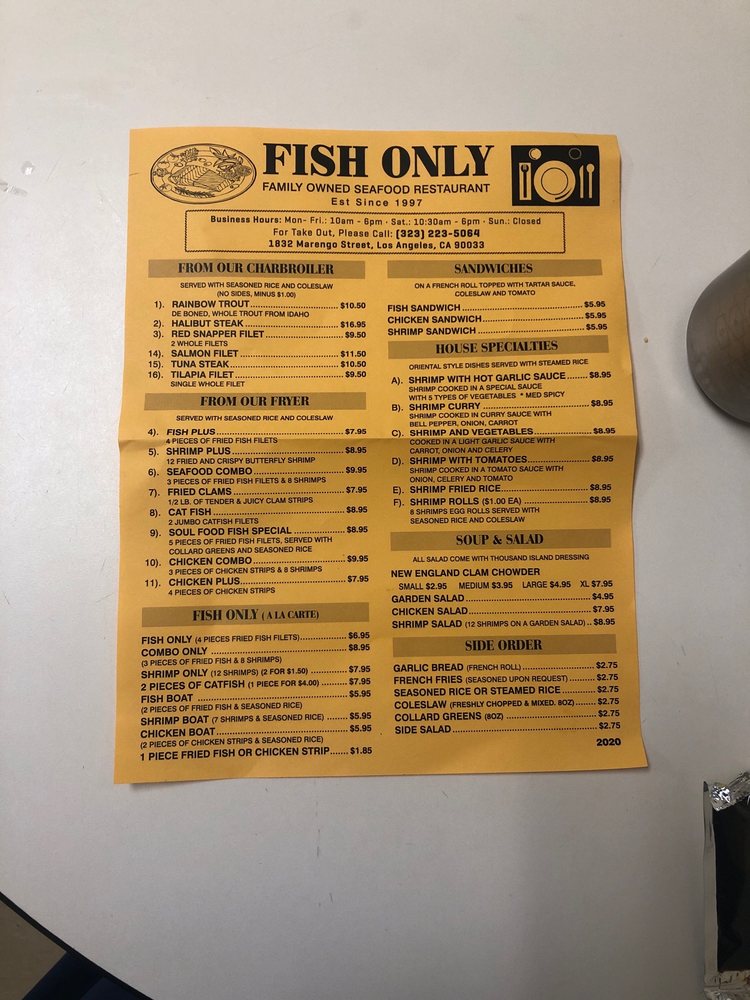 FISH ONLY
FAMILY OWNED SEAFOOD RESTAURANT
Est Since 1997
Business Hours: Mon- Fri.: 10am - 6pm · Sat.: 10:30am - 6pm · Sun.: Closed
For Take Out, Please Call: (323) 223-5064
1832 Marengo Street, Los Angeles, CA 90033
FROM OUR CHARBROILER
SERVED WITH SEASONED RICE AND COLESLAW
(NO SIDES, MINUS $1.00)
1). RAINBOW TROUT $10.50
DE BONED, WHOLE TROUT FROM IDAHO
2). HALIBUT STEAK $16.95
3). RED SNAPPER FILET $9.50
2 WHOLE FILETS
14). SALMON FILET $11.50
15). TUNA STEAK $10.50
16). TILAPIA FILET $9.50
SINGLE WHOLE FILET
FROM OUR FRYER
SERVED WITH SEASONED RICE AND COLESLAW
4). FISH PLUS $7.95
4 PIECES OF FRIED FISH FILETS
5). SHRIMP PLUS $8.95
12 FRIED AND CRISPY BUTTERFLY SHRIMP
6). SEAFOOD COMBO $9.95
3 PIECES OF FRIED FISH FILETS & 8 SHRIMPS
7). FRIED CLAMS $7.95
1/2 LB. OF TENDER & JUICY CLAM STRIPS
8). CAT FISH $8.95
2 JUMBO CATFISH FILETS
9). SOUL FOOD FISH SPECIAL $8.95
5 PIECES OF FRIED FISH FILETS, SERVED WITH
COLLARD GREENS AND SEASONED RICE
10). CHICKEN COMBO $9.95
3 PIECES OF CHICKEN STRIPS & 8 SHRIMPS
11). CHICKEN PLUS $7.95
4 PIECES OF CHICKEN STRIPS
FISH ONLY ( A LA CARTE)
FISH ONLY (4 PIECES FRIED FISH FILETS) $6.95
COMBO ONLY $8.95
(3 PIECES OF FRIED FISH & 8 SHRIMPS)
SHRIMP ONLY (12 SHRIMPS) (2 FOR $1.50) $7.95
2 PIECES OF CATFISH (1 PIECE FOR $4.00) $7.95
FISH BOAT $5.95
(2 PIECES OF FRIED FISH & SEASONED RICE)
SHRIMP BOAT (7 SHRIMPS & SEASONED RICE) $5.95
CHICKEN BOAT $5.95
(2 PIECES OF CHICKEN STRIPS & SEASONED RICE)
1 PIECE FRIED FISH OR CHICKEN STRIP $1.85
SANDWICHES
ON A FRENCH ROLL TOPPED WITH TARTAR SAUCE,
COLESLAW AND TOMATO
FISH SANDWICH $5.95
CHICKEN SANDWICH $5.95
SHRIMP SANDWICH $5.95
HOUSE SPECIALTIES
ORIENTAL STYLE DISHES SERVED WITH STEAMED RICE
A). SHRIMP WITH HOT GARLIC SAUCE $8.95
SHRIMP COOKED IN A SPECIAL SAUCE
WITH 5 TYPES OF VEGETABLES * MED SPICY
B). SHRIMP CURRY $8.95
SHRIMP COOKED IN CURRY SAUCE WITH
BELL PEPPER, ONION, CARROT
C). SHRIMP AND VEGETABLES $8.95
COOKED IN A LIGHT GARLIC SAUCE WITH
CARROT, ONION AND CELERY
D). SHRIMP WITH TOMATOES $8.95
SHRIMP COOKED IN A TOMATO SAUCE WITH
ONION, CELERY AND TOMATO
E). SHRIMP FRIED RICE $8.95
F). SHRIMP ROLLS ($1.00 EA) $8.95
8 SHRIMPS EGG ROLLS SERVED WITH
SEASONED RICE AND COLESLAW
SOUP & SALAD
ALL SALAD COME WITH THOUSAND ISLAND DRESSING
NEW ENGLAND CLAM CHOWDER
SMALL $2.95 MEDIUM $3.95 LARGE $4.95 XL $7.95
GARDEN SALAD $4.95
CHICKEN SALAD $7.95
SHRIMP SALAD (12 SHRIMPS ON A GARDEN SALAD) $8.95
SIDE ORDER
GARLIC BREAD (FRENCH ROLL) $2.75
FRENCH FRIES (SEASONED UPON REQUEST) $2.75
SEASONED RICE OR STEAMED RICE $2.75
COLESLAW (FRESHLY CHOPPED & MIXED. 8OZ) $2.75
COLLARD GREENS (8OZ) $2.75
SIDE SALAD $2.75
2020